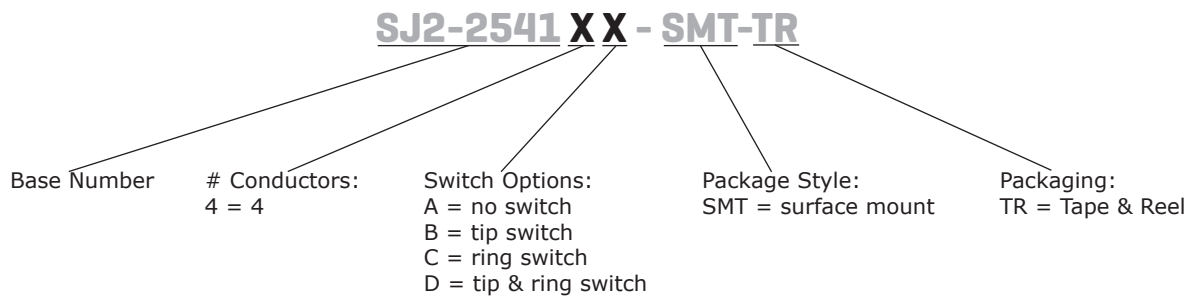 SJ2-2541 X X - SMT-TR
Base Number
# Conductors:
4 = 4
Switch Options:
A = no switch
B = tip switch
C = ring switch
D = tip & ring switch
Package Style:
SMT = surface mount
Packaging:
TR = Tape & Reel